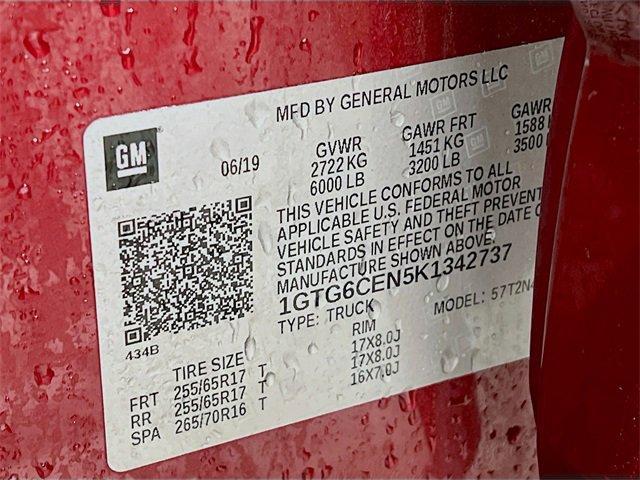 MFD BY GENERAL MOTORS LLC
GM
06/19
GVWR
2722 KG
6000 LB
GAWR FRT
1451 KG
3200 LB
GAWR
1588
3500
THIS VEHICLE CONFORMS TO ALL
APPLICABLE U.S. FEDERAL MOTOR
VEHICLE SAFETY AND THEFT PREVENT
STANDARDS IN EFFECT ON THE DATE
MANUFACTURE SHOWN ABOVE.
1GTG6CEN5K1342737
TYPE: TRUCK
MODEL: 57T2N
434B
TIRE SIZE RIM
FRT 255/65R17 T 17X8.0J
RR 255/65R17 T 17X8.0J
SPA 265/70R16 T 16X7.0J